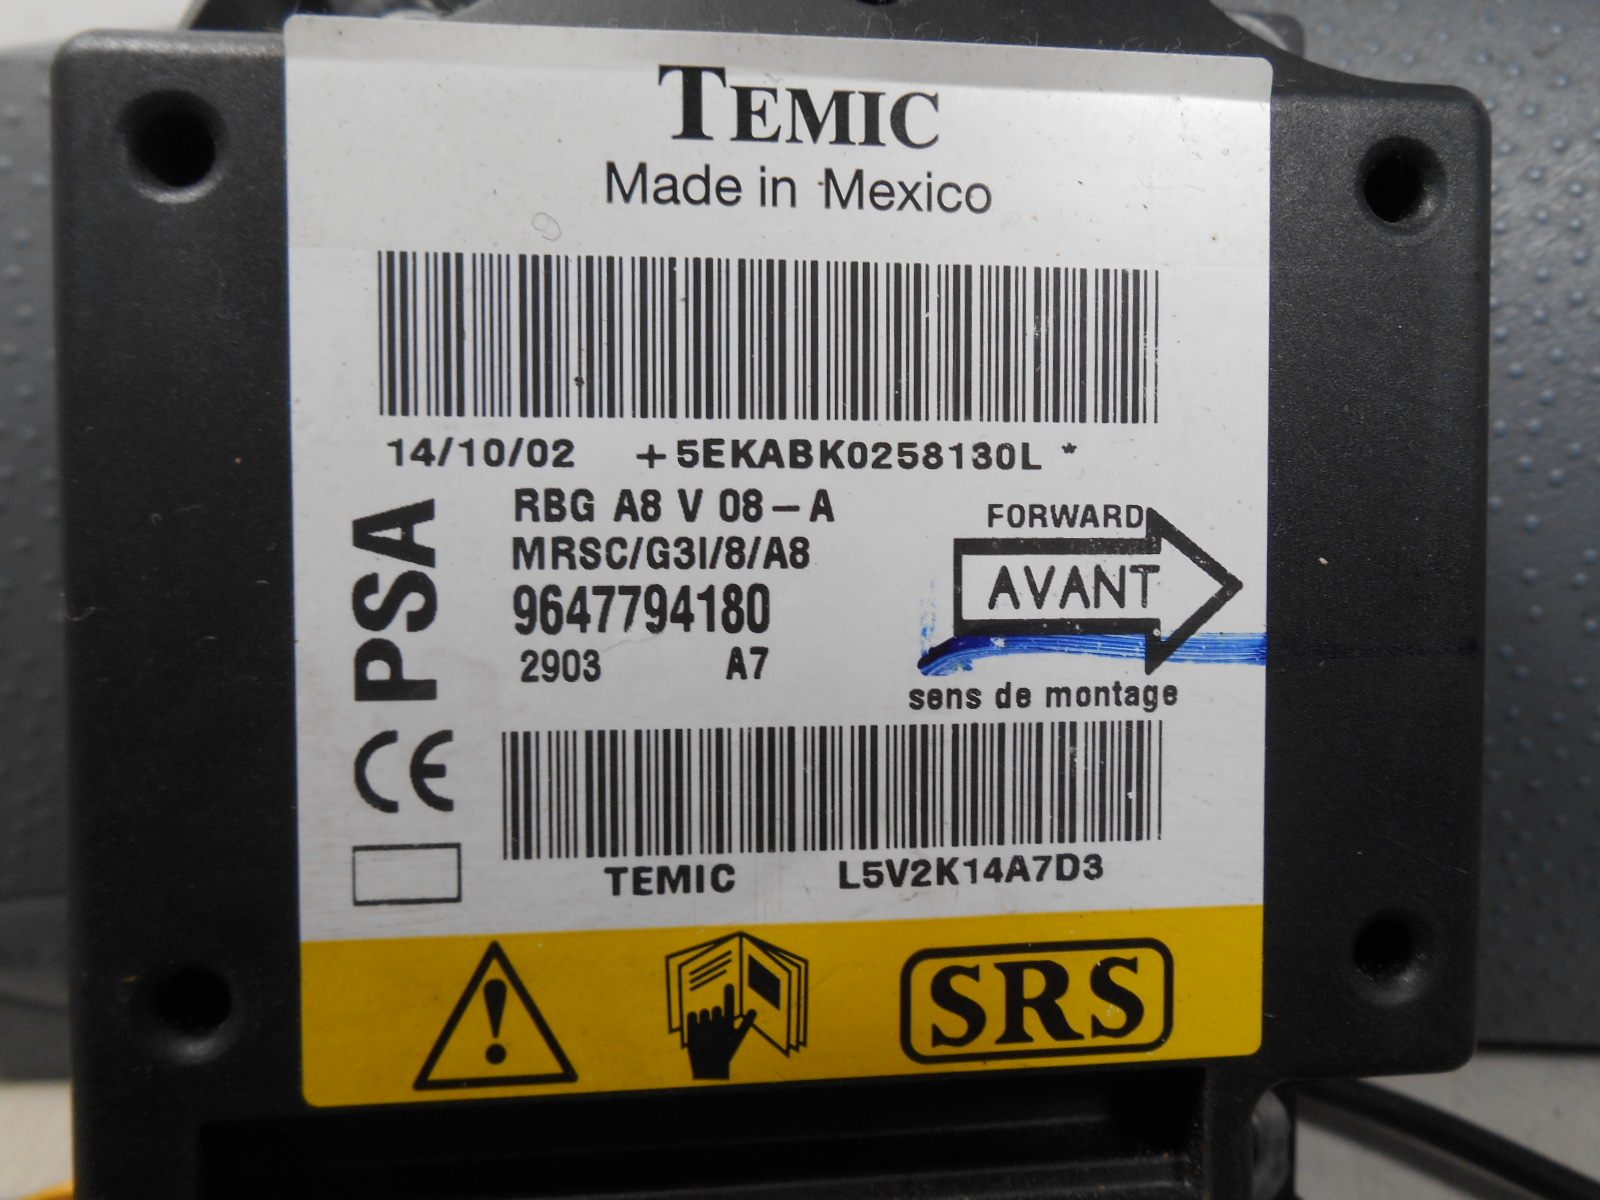 TEMIC
Made in Mexico
14/10/02 +5EKABK0258130L *
PSA
RBG A8 V 08-A
MRSC/G3I/8/A8
9647794180
2903 A7
FORWARD
AVANT
sens de montage
CE
TEMIC L5V2K14A7D3
SRS